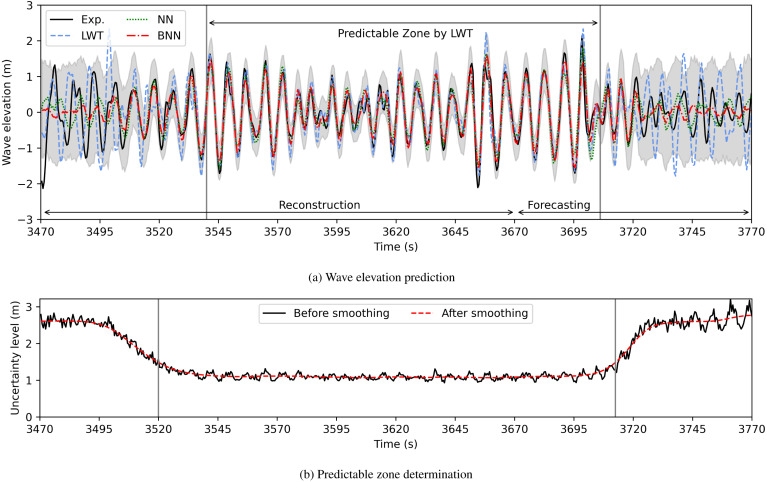 Exp.
LWT
NN
BNN
Predictable Zone by LWT
Reconstruction
Forecasting
Wave elevation (m)
3
2
1
0
−1
−2
−3
3470 3495 3520 3545 3570 3595 3620 3645 3670 3695 3720 3745 3770
Time (s)
(a) Wave elevation prediction
Before smoothing
After smoothing
Uncertainty level (m)
3
2
1
0
3470 3495 3520 3545 3570 3595 3620 3645 3670 3695 3720 3745 3770
Time (s)
(b) Predictable zone determination